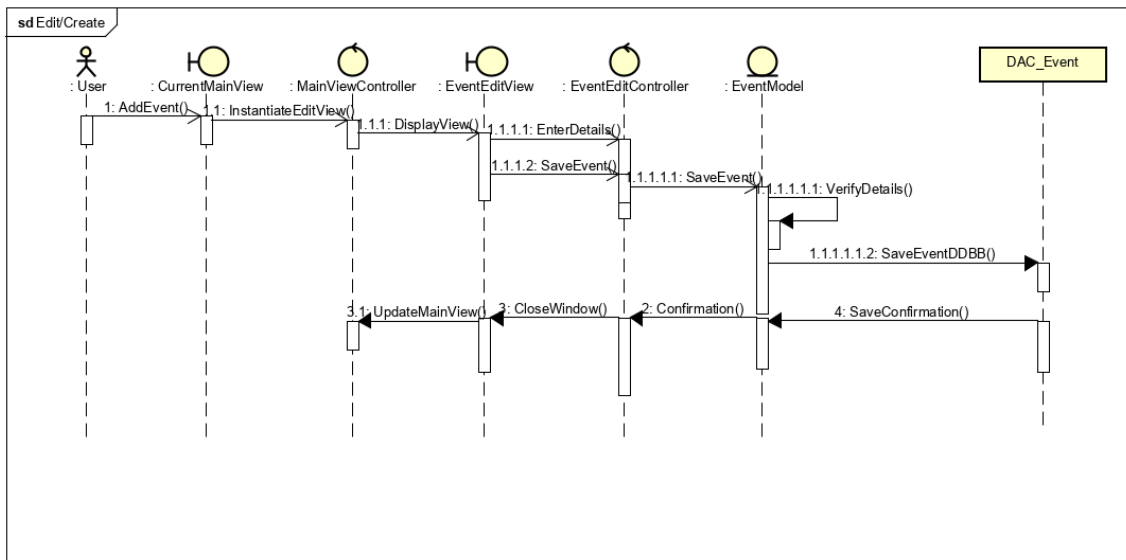 sd Edit/Create
DAC_Event
: User
: CurrentMainView
: MainViewController
: EventEditView
: EventEditController
: EventModel
1: AddEvent()
1.1: InstantiateEditView()
1.1.1: DisplayView()
1.1.1.1: EnterDetails()
1.1.1.2: SaveEvent()
1.1.1.1.1: SaveEvent()
1.1.1.1.1.1: VerifyDetails()
1.1.1.1.1.2: SaveEventDDBB()
3.1: UpdateMainView()
3: CloseWindow()
2: Confirmation()
4: SaveConfirmation()